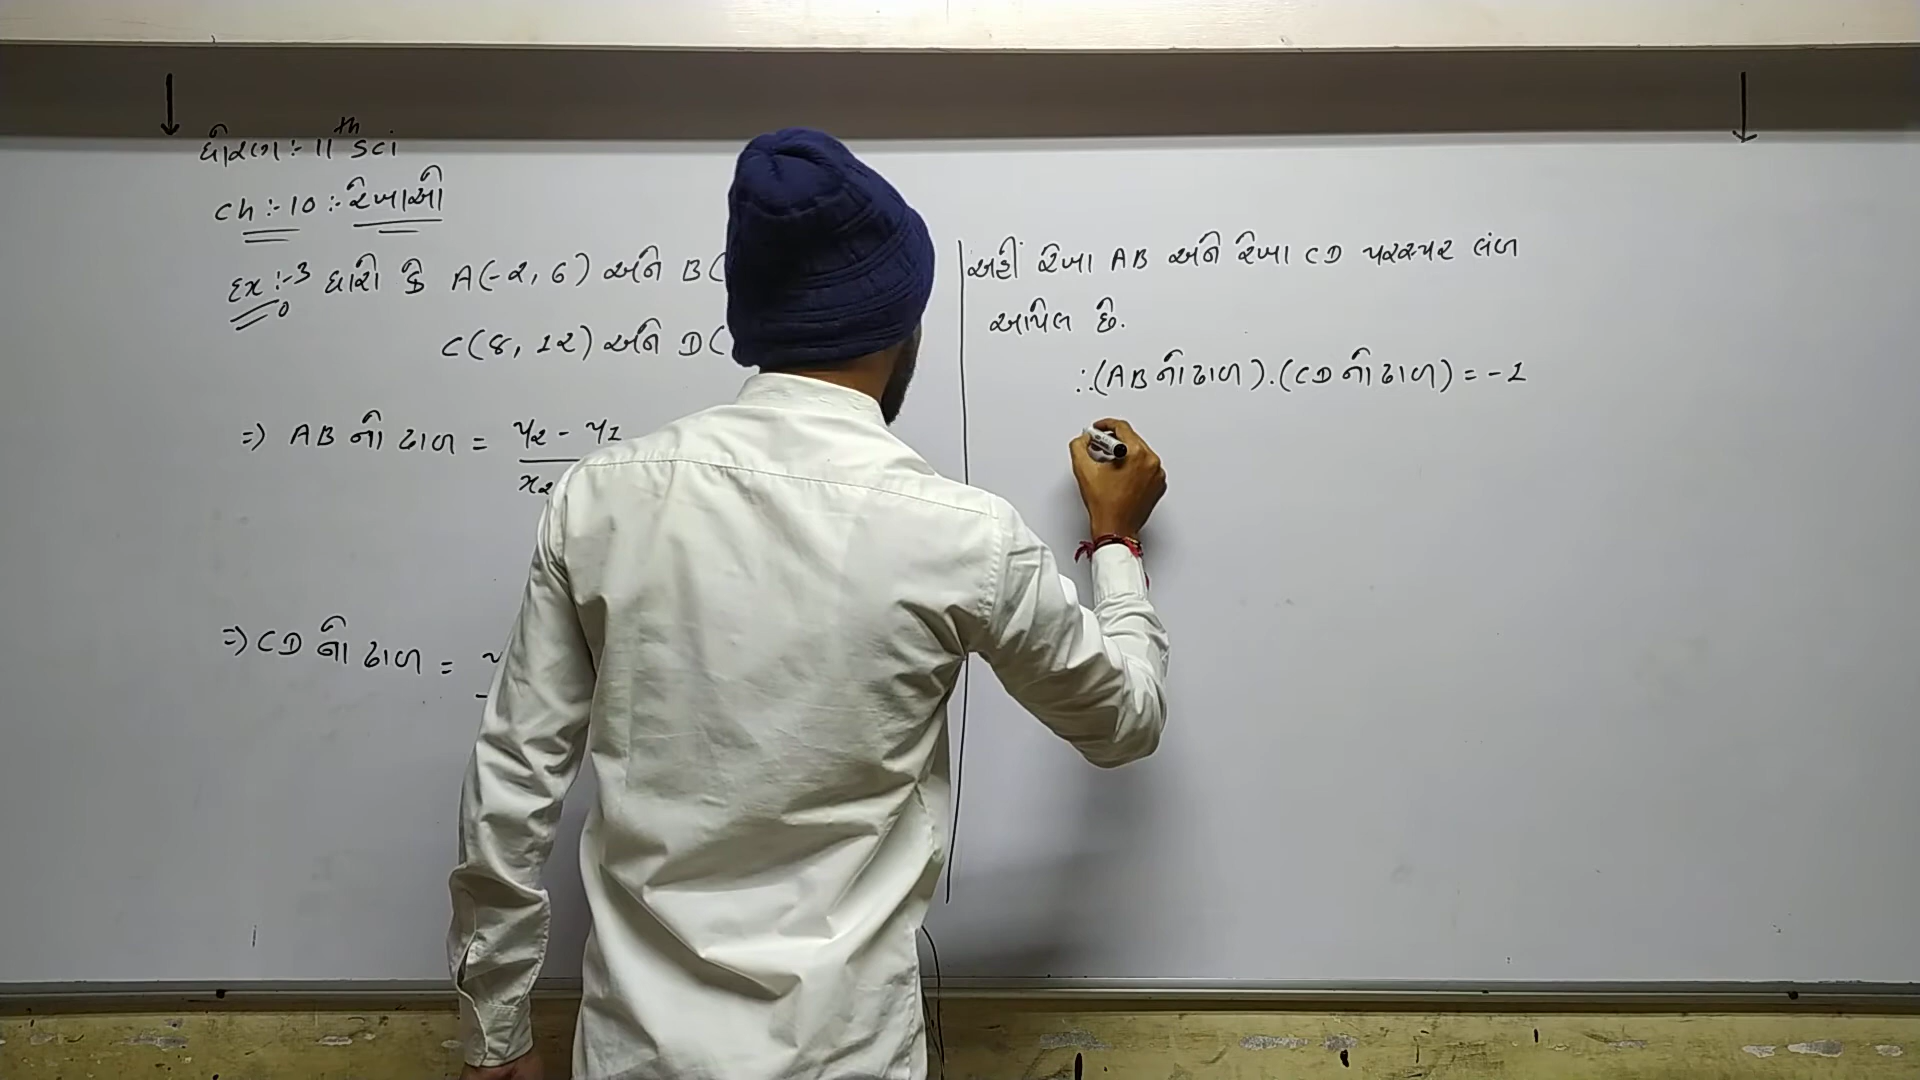 ધોરણ :- 11th sci
ch :- 10 :- રેખાઓ
Ex :- 3 ધારો કે A(-2, 6) અને B(
C(8, 12) અને D(
⇒ AB નો ઢાળ = y2 - y1
x2
⇒ CD નો ઢાળ =
અહીં રેખા AB અને રેખા CD પરસ્પર લંબ
આપેલ છે.
∴ (AB નો ઢાળ) . (CD નો ઢાળ) = -1